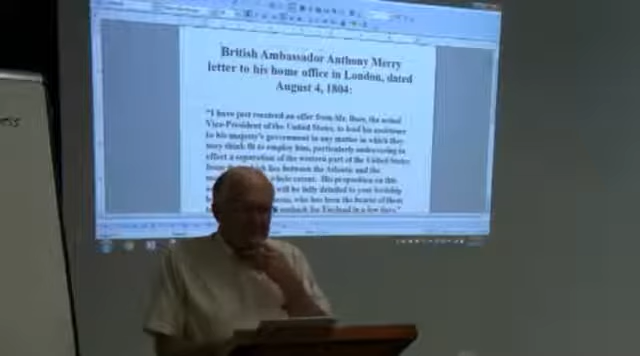 British Ambassador Anthony Merry
letter to his home office in London, dated
August 4, 1804:
"I have just received an offer from Mr. Burr, the actual
Vice-President of the United States, to lend his assistance
to his majesty's government in any matter in which they
may think fit to employ him, particularly endeavoring to
effect a separation of the western part of the United States
from which lies between the Atlantic and the
whole extent. His proposition on this
will be fully detailed to your lordship
who has been the bearer of them
embark for England in a few days."